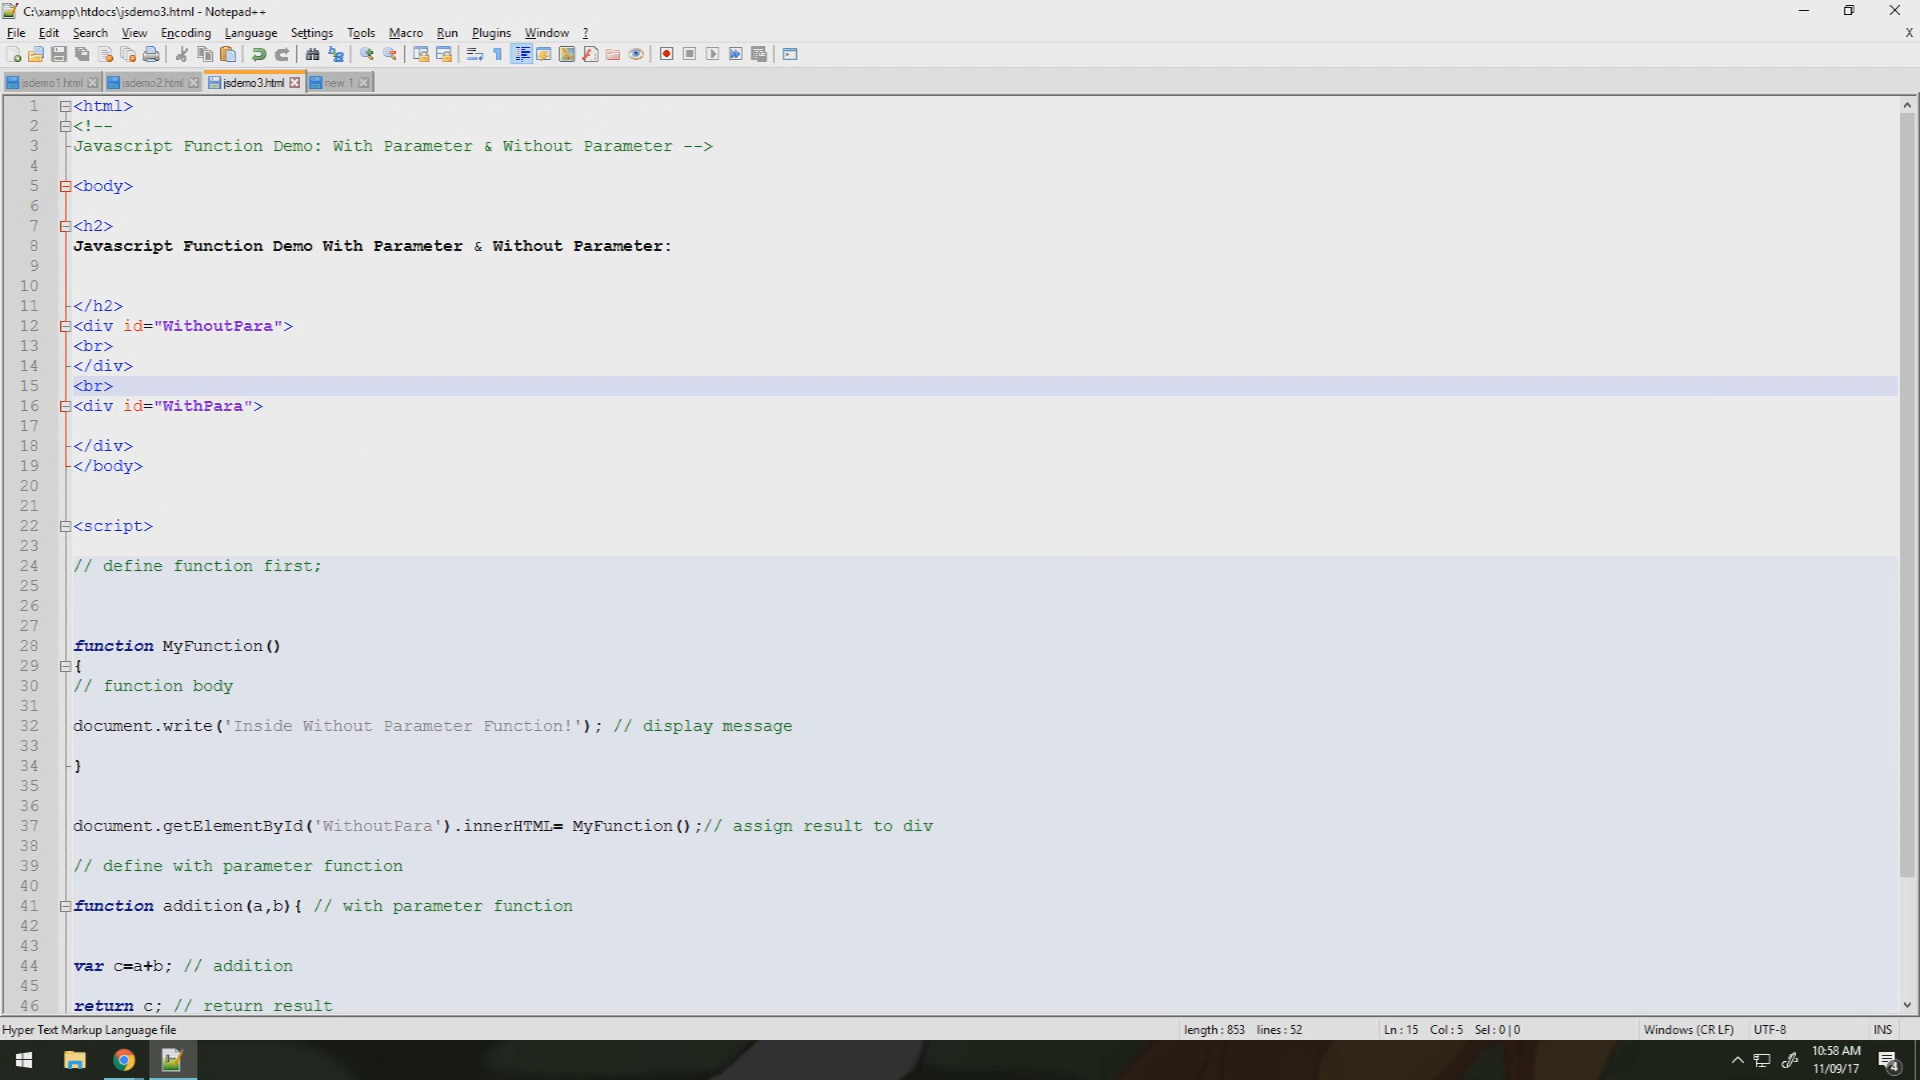 C:\xampp\htdocs\jsdemo3.html - Notepad++
File Edit Search View Encoding Language Settings Tools Macro Run Plugins Window ? X
jsdemo1.html jsdemo2.html jsdemo3.html new 1
1 <html>
2 <!--
3 Javascript Function Demo: With Parameter & Without Parameter -->
4
5 <body>
6
7 <h2>
8 Javascript Function Demo With Parameter & Without Parameter:
9
10
11 </h2>
12 <div id="WithoutPara">
13 <br>
14 </div>
15 <br>
16 <div id="WithPara">
17
18 </div>
19 </body>
20
21
22 <script>
23
24 // define function first;
25
26
27
28 function MyFunction()
29 {
30 // function body
31
32 document.write('Inside Without Parameter Function!'); // display message
33
34 }
35
36
37 document.getElementById('WithoutPara').innerHTML= MyFunction();// assign result to div
38
39 // define with parameter function
40
41 function addition(a,b){ // with parameter function
42
43
44 var c=a+b; // addition
45
46 return c; // return result
Hyper Text Markup Language file length : 853 lines : 52 Ln : 15 Col : 5 Sel : 0 | 0 Windows (CR LF) UTF-8 INS
10:58 AM
11/09/17
4